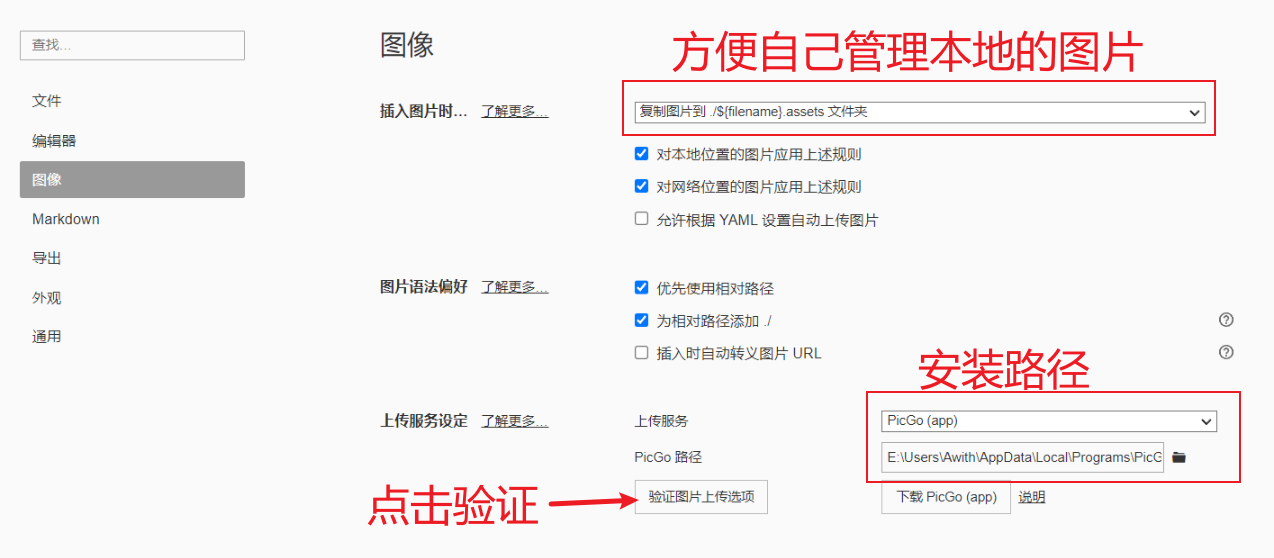 查找...
文件
编辑器
图像
Markdown
导出
外观
通用
图像
方便自己管理本地的图片
插入图片时... 了解更多...
复制图片到 ./${filename}.assets 文件夹
对本地位置的图片应用上述规则
对网络位置的图片应用上述规则
允许根据 YAML 设置自动上传图片
图片语法偏好 了解更多...
优先使用相对路径
为相对路径添加 ./
插入时自动转义图片 URL
安装路径
上传服务设定 了解更多...
上传服务 PicGo (app)
PicGo 路径 E:\Users\Awith\AppData\Local\Programs\PicG
点击验证
验证图片上传选项 下载 PicGo (app) 说明